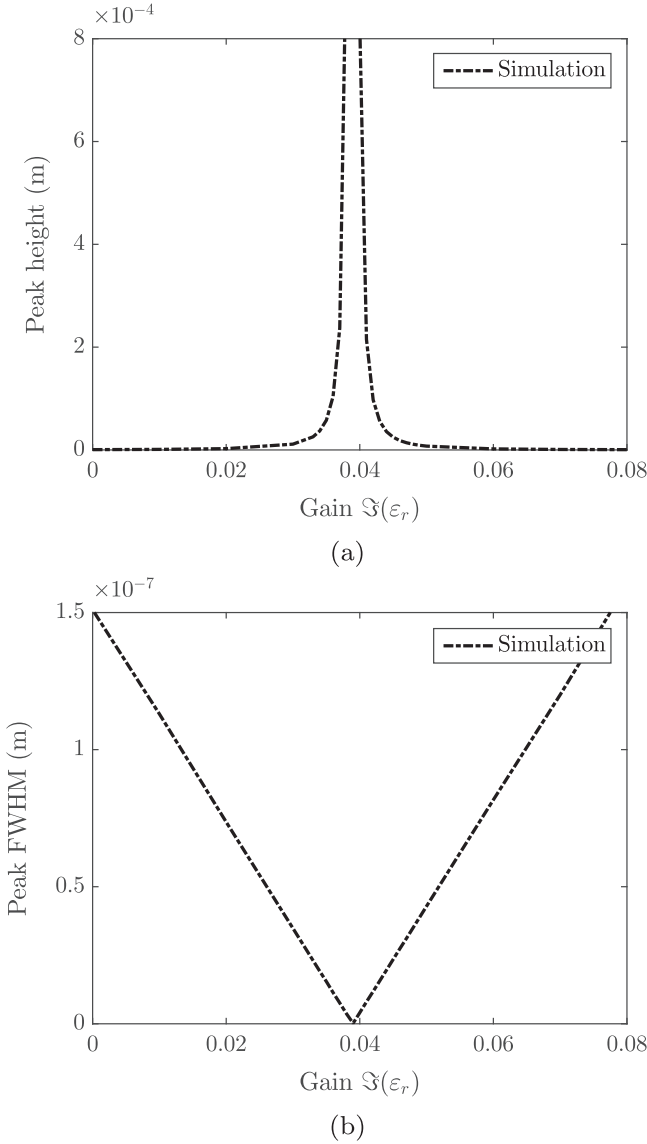 ×10⁻⁴
8
6
4
2
0
Peak height (m)
Simulation
0 0.02 0.04 0.06 0.08
Gain ℑ(εᵣ)
(a)
×10⁻⁷
1.5
1
0.5
0
Peak FWHM (m)
Simulation
0 0.02 0.04 0.06 0.08
Gain ℑ(εᵣ)
(b)